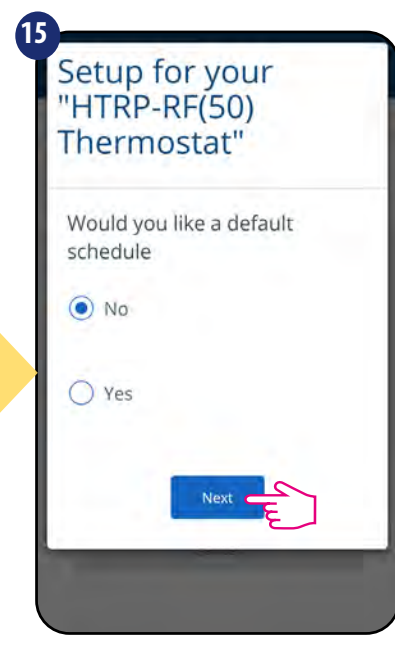 15
Setup for your
"HTRP-RF(50)
Thermostat"
Would you like a default
schedule
No
Yes
Next